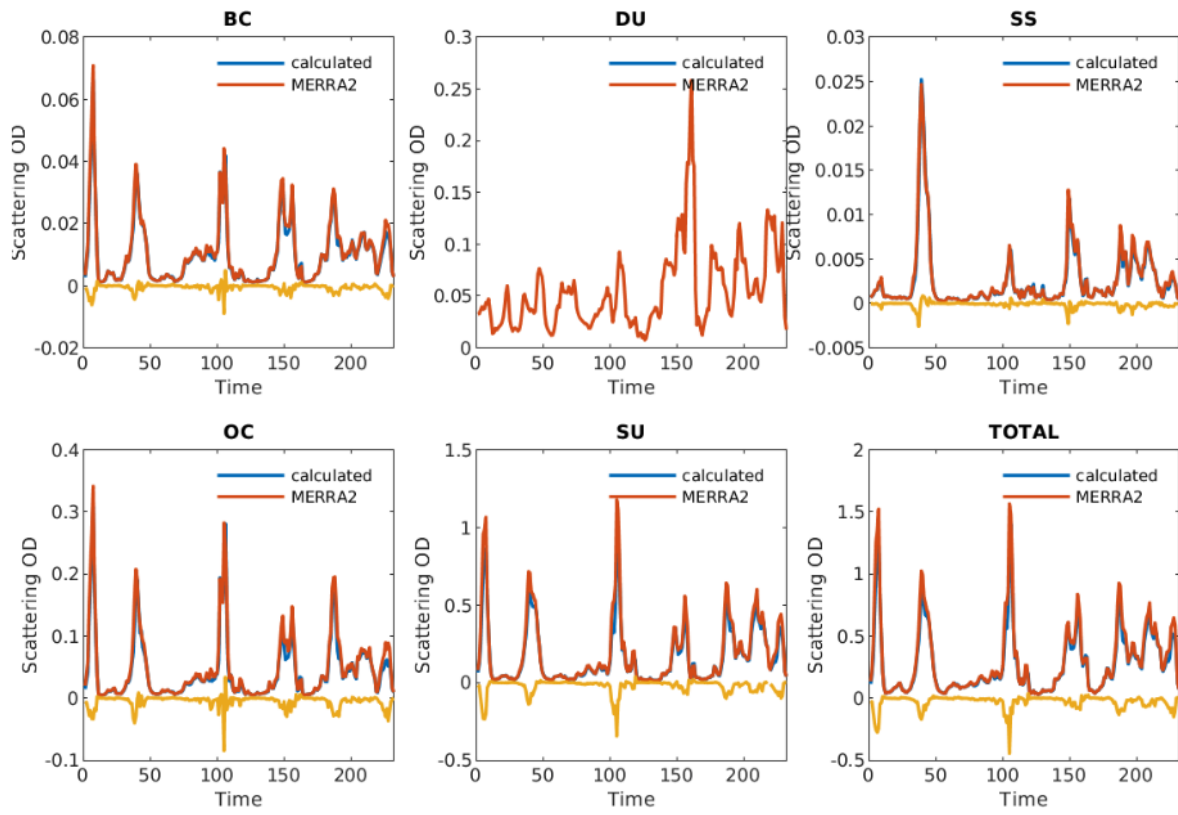 BC
Scattering OD
0.08
0.06
0.04
0.02
0
-0.02
calculated
MERRA2
0
50
100
150
200
Time
DU
Scattering OD
0.3
0.25
0.2
0.15
0.1
0.05
0
calculated
MERRA2
0
50
100
150
200
Time
SS
Scattering OD
0.03
0.025
0.02
0.015
0.01
0.005
0
-0.005
calculated
MERRA2
0
50
100
150
200
Time
OC
Scattering OD
0.4
0.3
0.2
0.1
0
-0.1
calculated
MERRA2
0
50
100
150
200
Time
SU
Scattering OD
1.5
1
0.5
0
-0.5
calculated
MERRA2
0
50
100
150
200
Time
TOTAL
Scattering OD
2
1.5
1
0.5
0
-0.5
calculated
MERRA2
0
50
100
150
200
Time